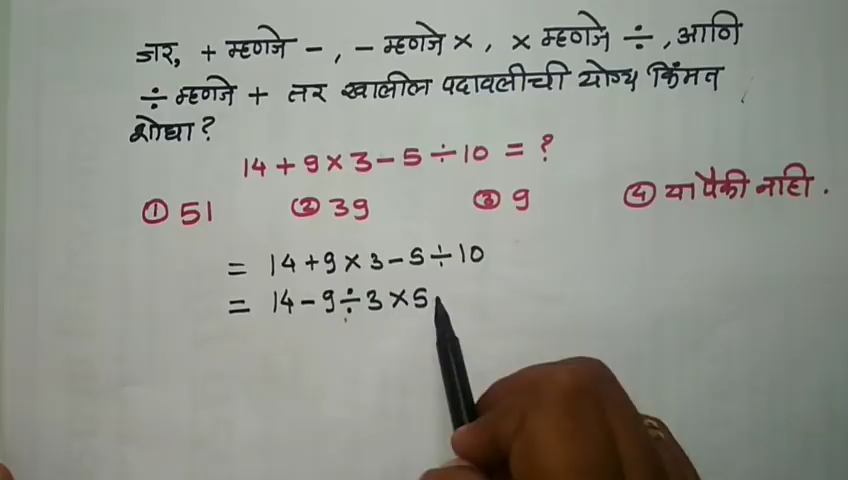 जर, + म्हणजे -, - म्हणजे ×, × म्हणजे ÷, आणि
÷ म्हणजे + तर खालील पदावलीची योग्य किंमत
शोधा?
14 + 9 × 3 - 5 ÷ 10 = ?
① 51 ② 39 ③ 9 ④ यापैकी नाही.
= 14 + 9 × 3 - 5 ÷ 10
= 14 - 9 ÷ 3 × 5